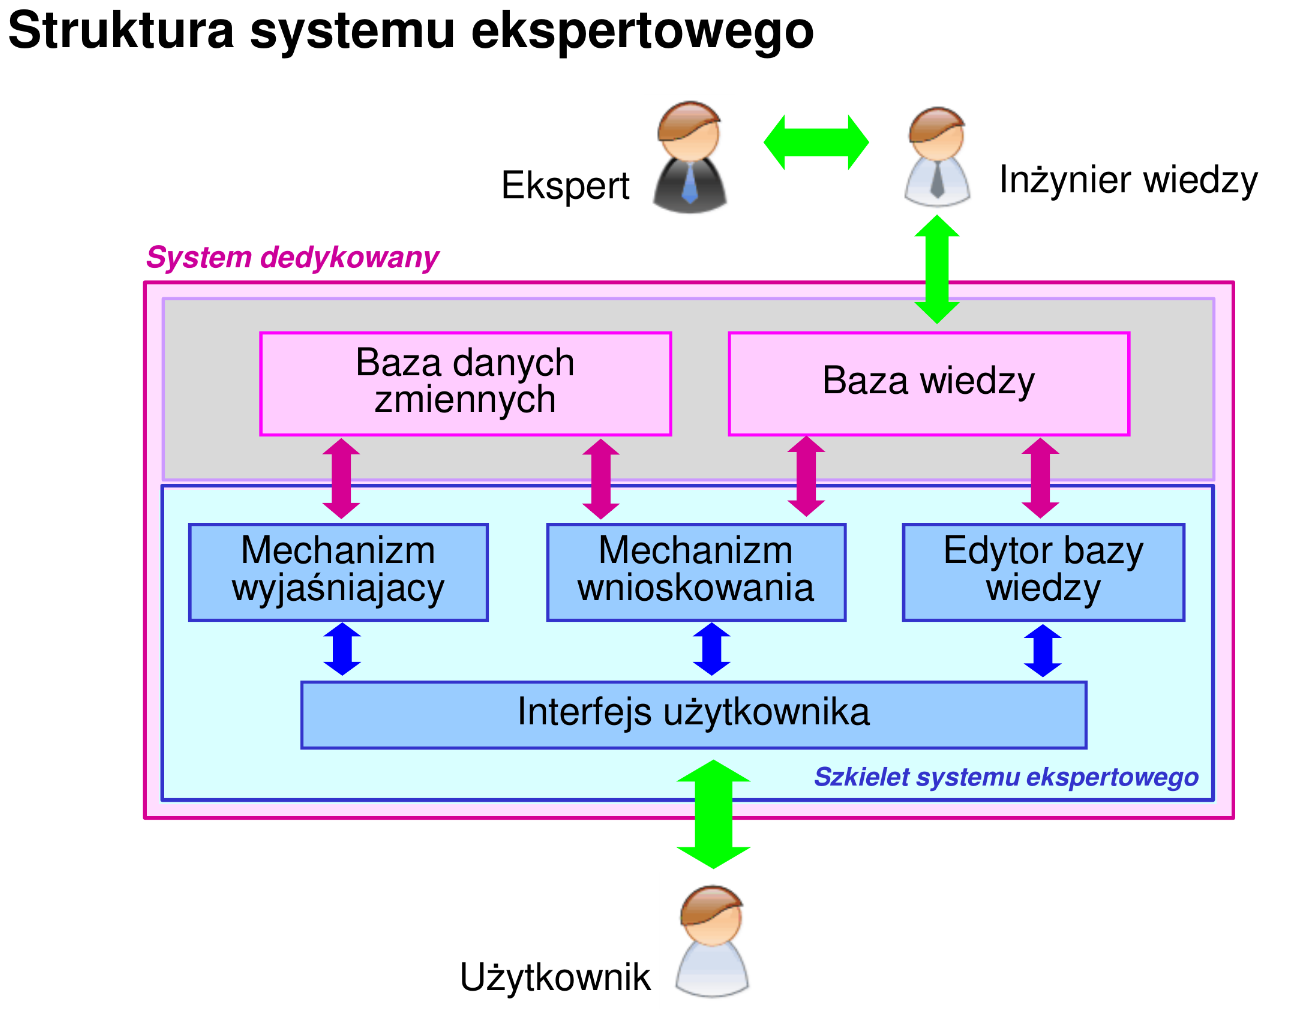 Struktura systemu ekspertowego
Ekspert
Inżynier wiedzy
System dedykowany
Baza danych
zmiennych
Baza wiedzy
Mechanizm
wyjaśniajacy
Mechanizm
wnioskowania
Edytor bazy
wiedzy
Interfejs użytkownika
Szkielet systemu ekspertowego
Użytkownik